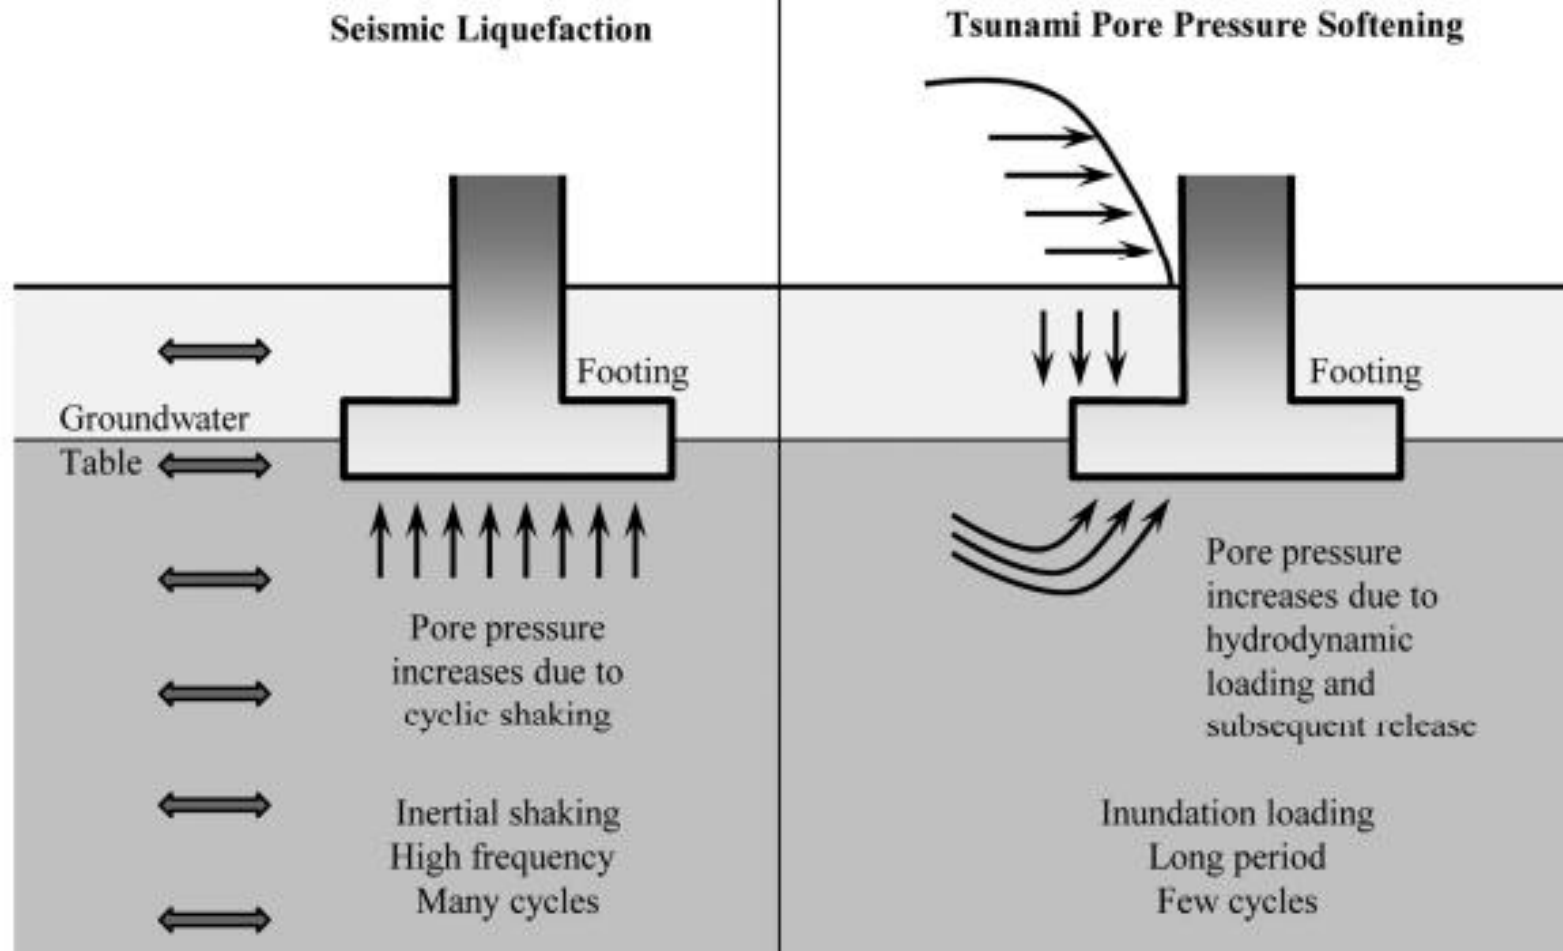 Seismic Liquefaction
Footing
Groundwater
Table
Pore pressure
increases due to
cyclic shaking
Inertial shaking
High frequency
Many cycles
Tsunami Pore Pressure Softening
Footing
Pore pressure
increases due to
hydrodynamic
loading and
subsequent release
Inundation loading
Long period
Few cycles